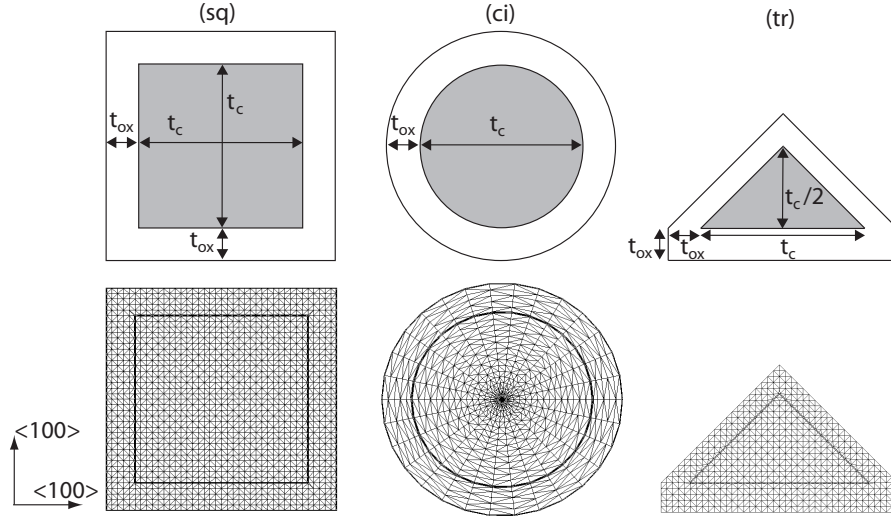 (sq) (ci) (tr)
t_c
t_ox t_c t_ox t_c
t_c/2
t_ox t_ox t_ox t_c
<100>
<100>